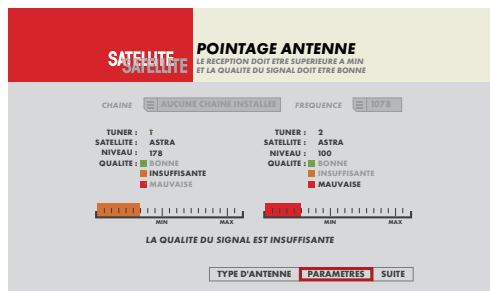 SATELLITE
SATELLITE
POINTAGE ANTENNE
LE RECEPTION DOIT ETRE SUPERIEURE A MIN
ET LA QUALITE DU SIGNAL DOIT ETRE BONNE
CHAINE AUCUNE CHAINE INSTALLEE FREQUENCE 1078
TUNER : 1
SATELLITE : ASTRA
NIVEAU : 178
QUALITE : BONNE
INSUFFISANTE
MAUVAISE
TUNER : 2
SATELLITE : ASTRA
NIVEAU : 100
QUALITE : BONNE
INSUFFISANTE
MAUVAISE
MIN MAX
MIN MAX
LA QUALITE DU SIGNAL EST INSUFFISANTE
TYPE D'ANTENNE PARAMETRES SUITE